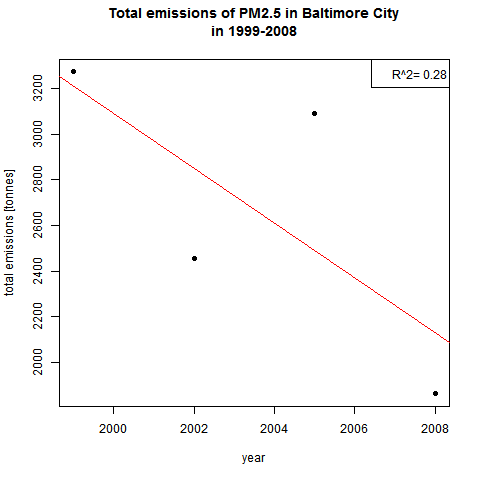 Total emissions of PM2.5 in Baltimore City
in 1999-2008
R^2= 0.28
total emissions [tonnes]
3200
3000
2800
2600
2400
2200
2000
2000 2002 2004 2006 2008
year